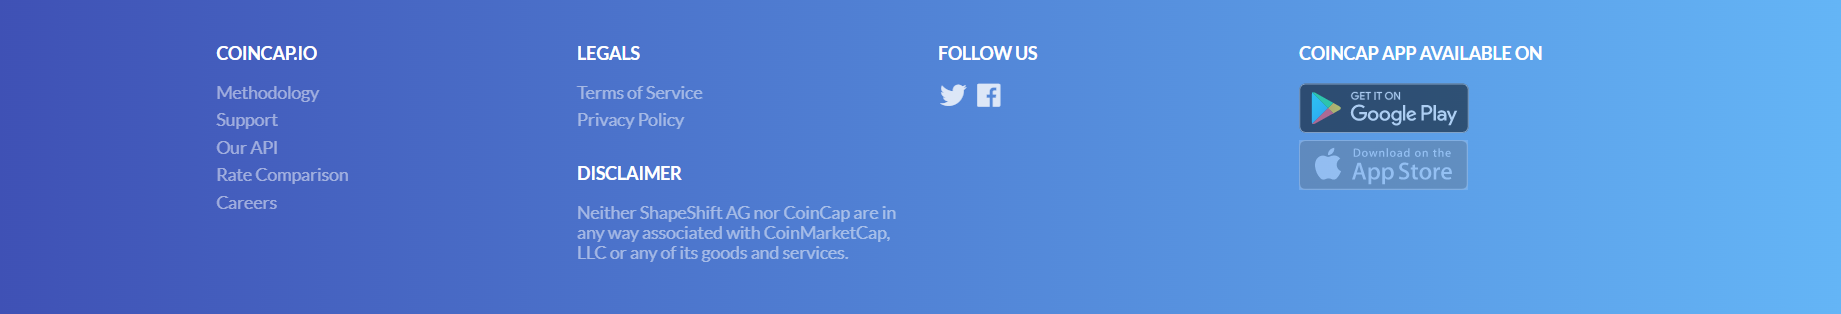 COINCAP.IO
Methodology
Support
Our API
Rate Comparison
Careers
LEGALS
Terms of Service
Privacy Policy
DISCLAIMER
Neither ShapeShift AG nor CoinCap are in
any way associated with CoinMarketCap,
LLC or any of its goods and services.
FOLLOW US
COINCAP APP AVAILABLE ON
GET IT ON
Google Play
Download on the
App Store